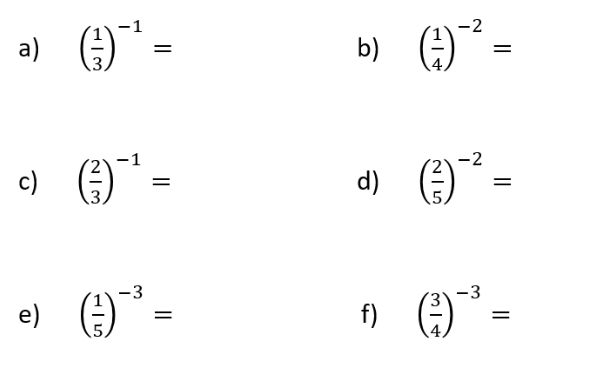 a) (1/3)⁻¹ = b) (1/4)⁻² =
c) (2/3)⁻¹ = d) (2/5)⁻² =
e) (1/5)⁻³ = f) (3/4)⁻³ =